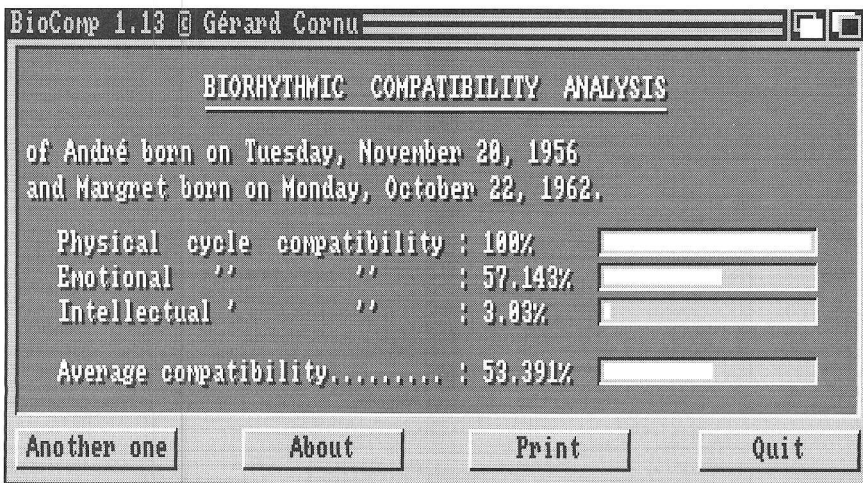 BioComp 1.13 © Gérard Cornu
BIORHYTHMIC COMPATIBILITY ANALYSIS
of André born on Tuesday, November 20, 1956
and Margret born on Monday, October 22, 1962.
Physical cycle compatibility : 100%
Emotional '' '' : 57.143%
Intellectual ' '' : 3.03%
Average compatibility......... : 53.391%
Another one About Print Quit